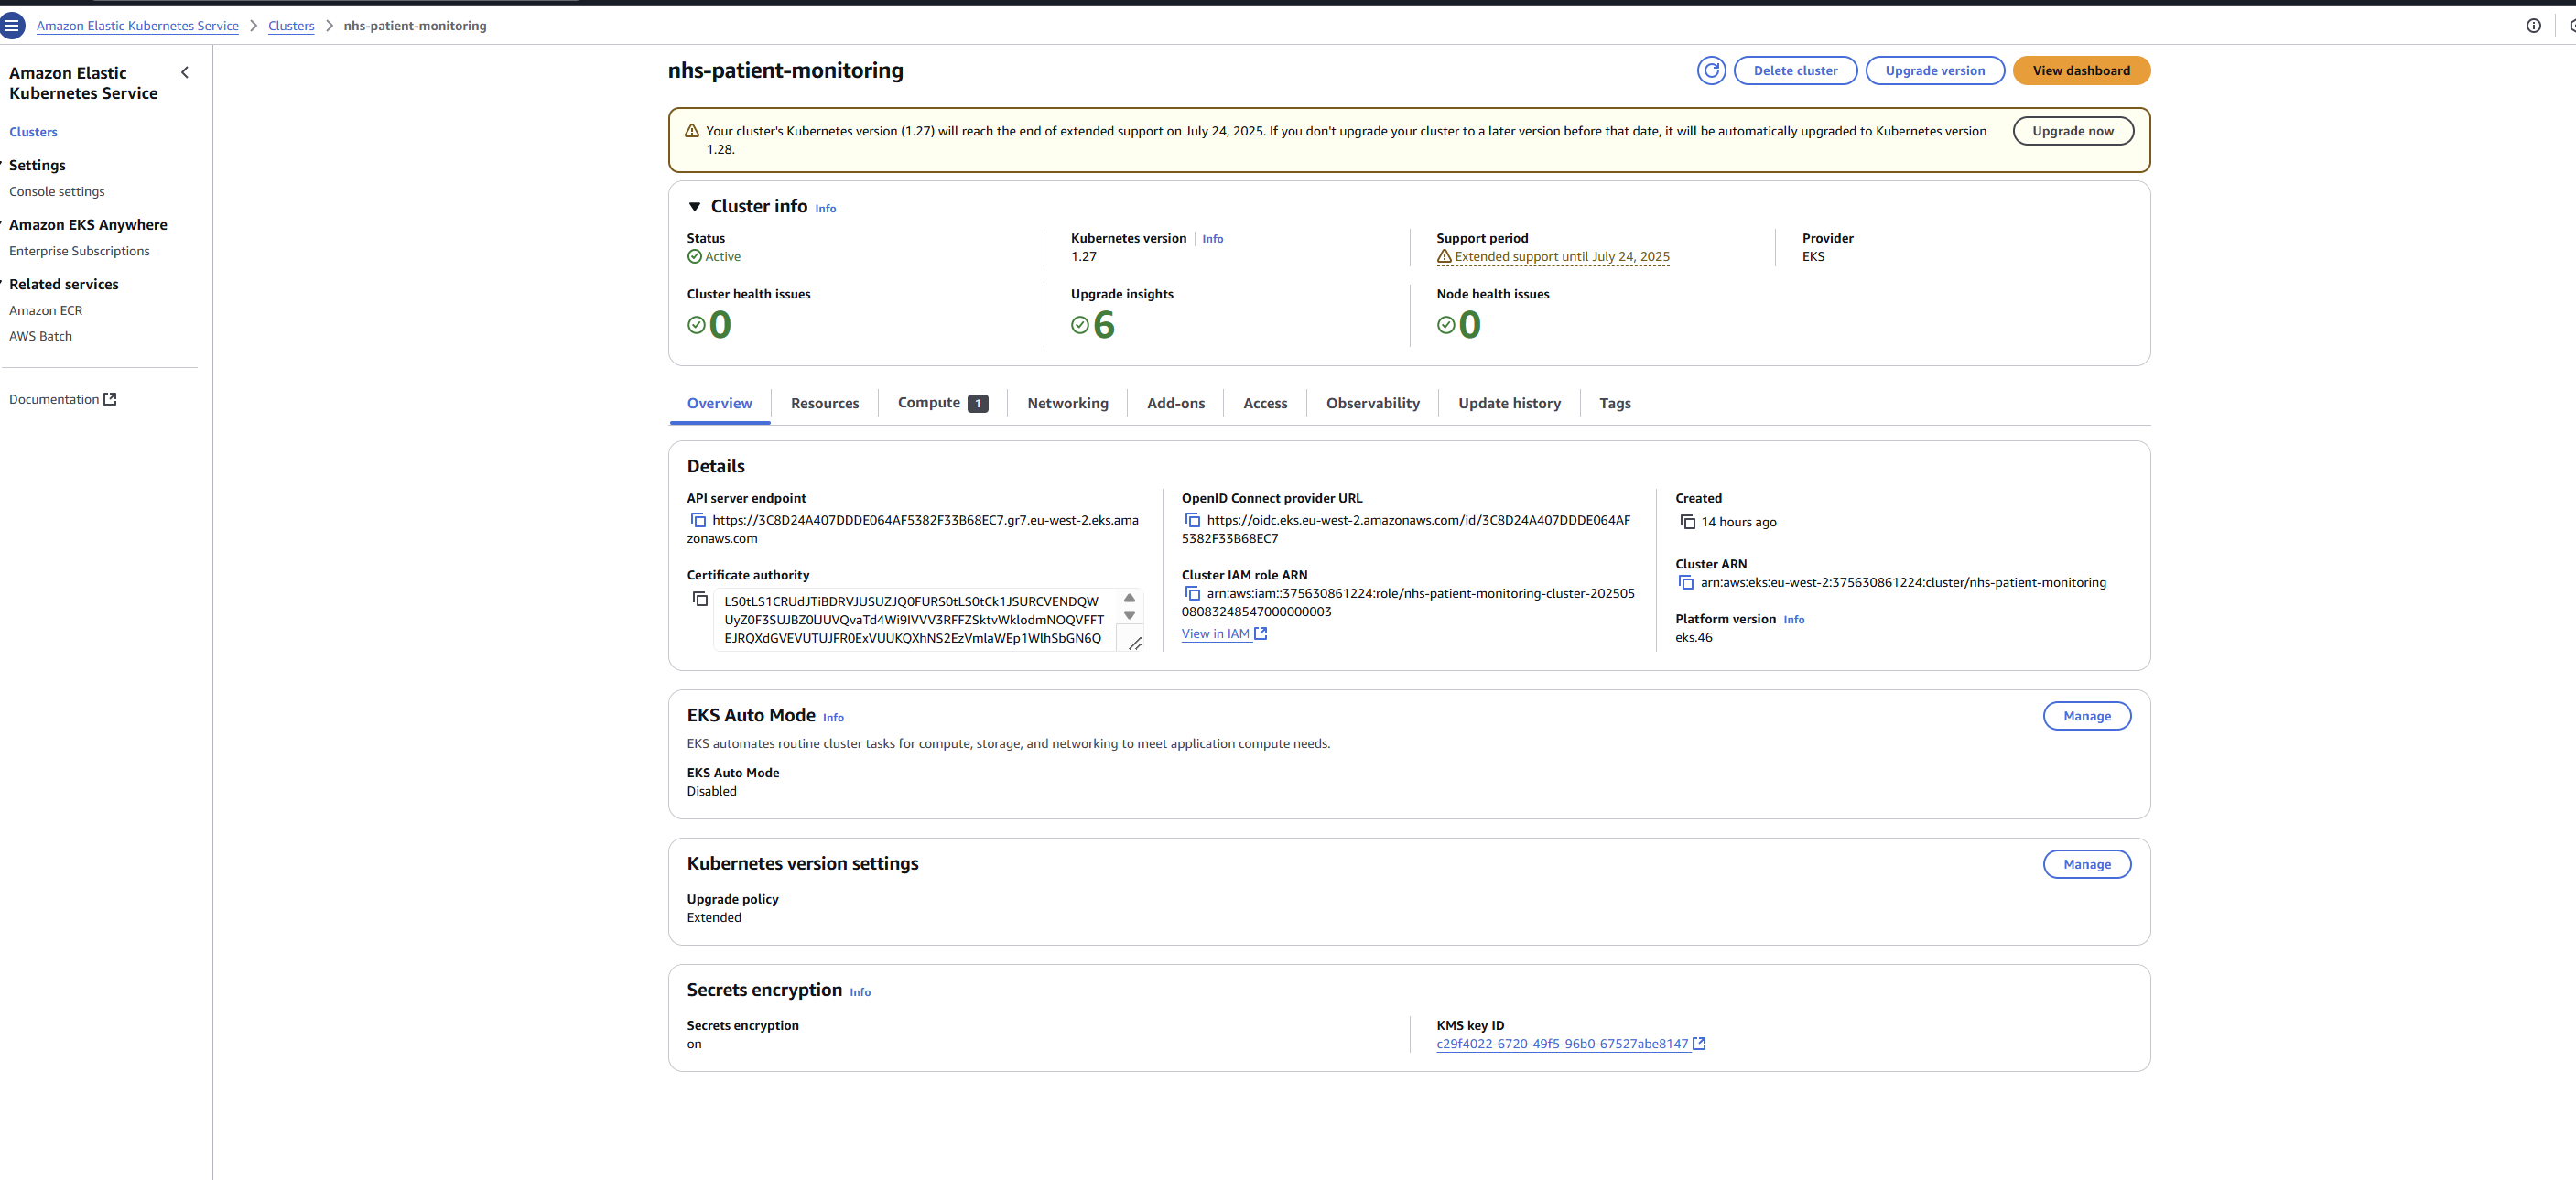 Amazon Elastic Kubernetes Service > Clusters > nhs-patient-monitoring
Amazon Elastic
Kubernetes Service
Clusters
Settings
Console settings
Amazon EKS Anywhere
Enterprise Subscriptions
Related services
Amazon ECR
AWS Batch
Documentation
nhs-patient-monitoring
Delete cluster
Upgrade version
View dashboard
Your cluster's Kubernetes version (1.27) will reach the end of extended support on July 24, 2025. If you don't upgrade your cluster to a later version before that date, it will be automatically upgraded to Kubernetes version
1.28.
Upgrade now
Cluster info Info
Status
Active
Kubernetes version Info
1.27
Support period
Extended support until July 24, 2025
Provider
EKS
Cluster health issues
0
Upgrade insights
6
Node health issues
0
Overview
Resources
Compute 1
Networking
Add-ons
Access
Observability
Update history
Tags
Details
API server endpoint
https://3C8D24A407DDDE064AF5382F33B68EC7.gr7.eu-west-2.eks.ama
zonaws.com
Certificate authority
LS0tLS1CRUdJTiBDRVJUSUZJQ0FURS0tLS0tCk1JSURCVENDQW
UyZ0F3SUJBZ0lJUVQvaTd4Wi9IVVV3RFFZSktvWklodmNOQVFFT
EJRQXdGVEVUTUJFR0ExVUUKQXhNS2EzVmlaWEp1WlhSbGN6Q
OpenID Connect provider URL
https://oidc.eks.eu-west-2.amazonaws.com/id/3C8D24A407DDDE064AF
5382F33B68EC7
Cluster IAM role ARN
arn:aws:iam::375630861224:role/nhs-patient-monitoring-cluster-202505
08083248547000000003
View in IAM
Created
14 hours ago
Cluster ARN
arn:aws:eks:eu-west-2:375630861224:cluster/nhs-patient-monitoring
Platform version Info
eks.46
EKS Auto Mode Info
Manage
EKS automates routine cluster tasks for compute, storage, and networking to meet application compute needs.
EKS Auto Mode
Disabled
Kubernetes version settings
Manage
Upgrade policy
Extended
Secrets encryption Info
Secrets encryption
on
KMS key ID
c29f4022-6720-49f5-96b0-67527abe8147